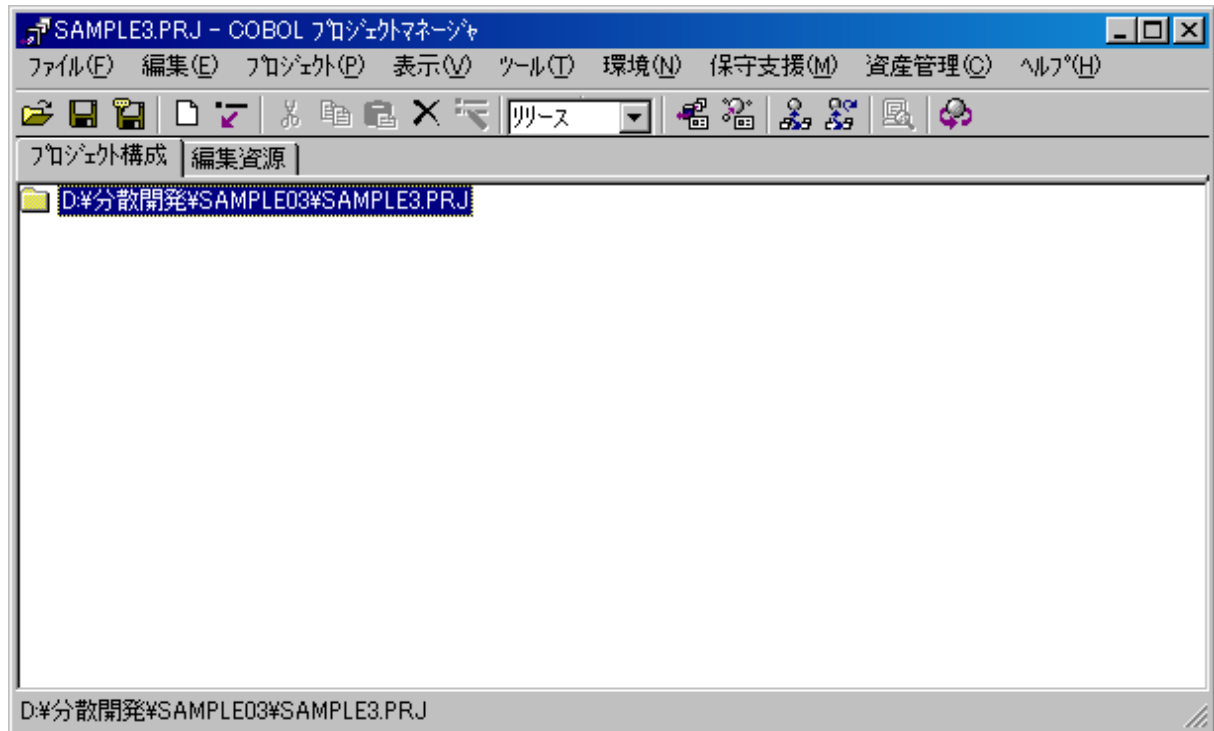 SAMPLE3.PRJ - COBOL ﾌﾟﾛｼﾞｪｸﾄﾏﾈｰｼﾞｬ
ﾌｧｲﾙ(F) 編集(E) ﾌﾟﾛｼﾞｪｸﾄ(P) 表示(V) ﾂｰﾙ(T) 環境(N) 保守支援(M) 資産管理(C) ﾍﾙﾌﾟ(H)
ﾘﾘｰｽ
ﾌﾟﾛｼﾞｪｸﾄ構成 編集資源
D:¥分散開発¥SAMPLE03¥SAMPLE3.PRJ
D:¥分散開発¥SAMPLE03¥SAMPLE3.PRJ